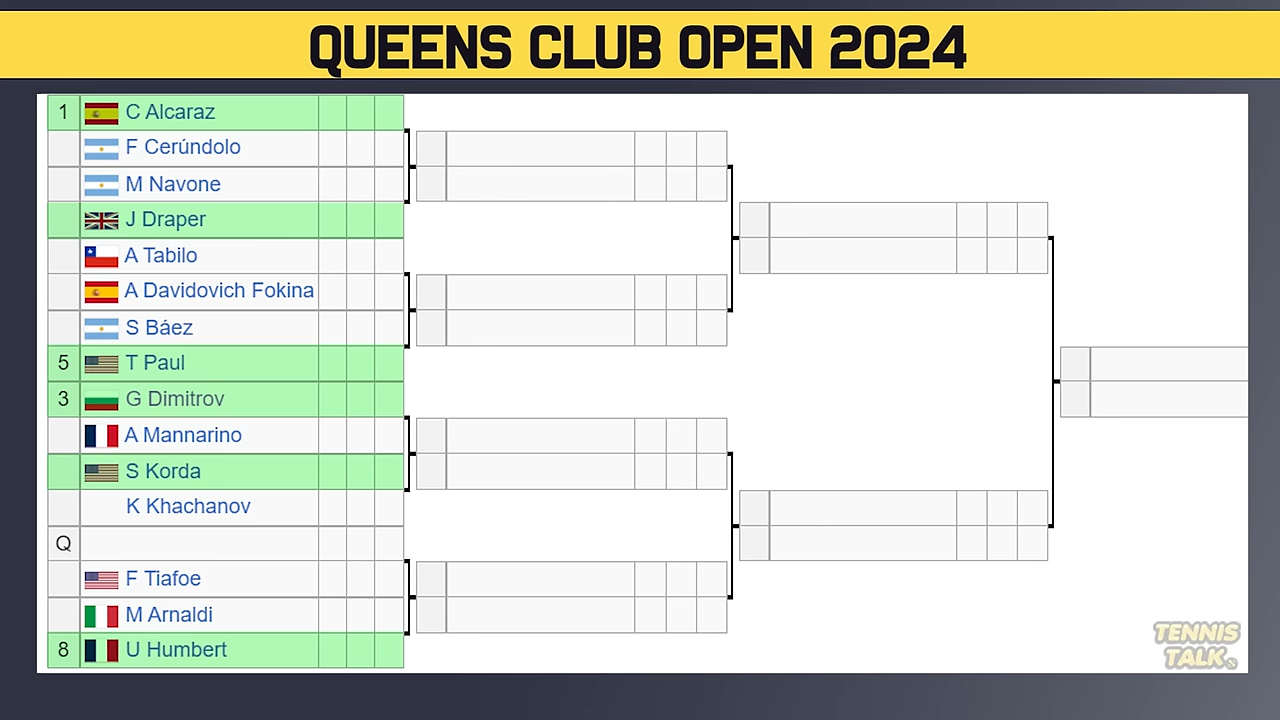 QUEENS CLUB OPEN 2024
1 C Alcaraz
F Cerúndolo
M Navone
J Draper
A Tabilo
A Davidovich Fokina
S Báez
5 T Paul
3 G Dimitrov
A Mannarino
S Korda
K Khachanov
Q
F Tiafoe
M Arnaldi
8 U Humbert
TENNIS
TALK